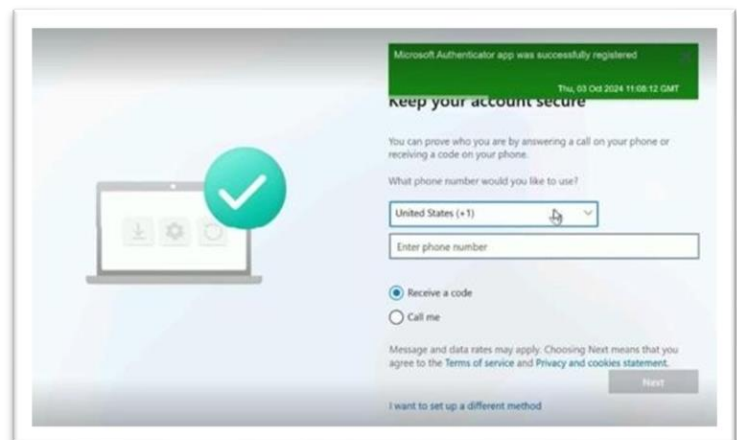 Microsoft Authenticator app was successfully registered
Thu, 03 Oct 2024 11:08:12 GMT
Keep your account secure
You can prove who you are by answering a call on your phone or
receiving a code on your phone.
What phone number would you like to use?
United States (+1)
Enter phone number
Receive a code
Call me
Message and data rates may apply. Choosing Next means that you
agree to the Terms of service and Privacy and cookies statement.
Next
I want to set up a different method